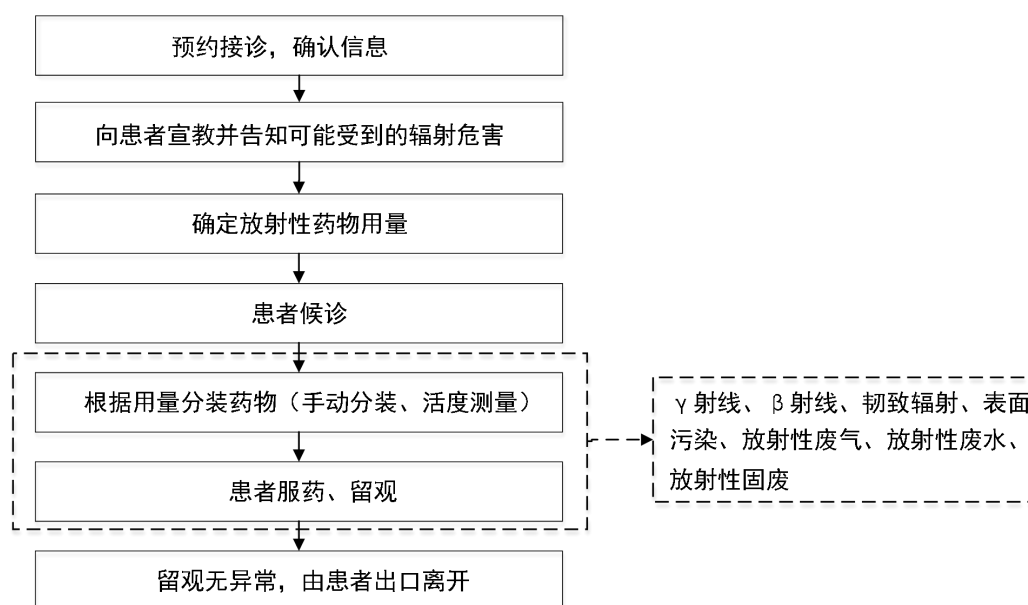 预约接诊，确认信息
向患者宣教并告知可能受到的辐射危害
确定放射性药物用量
患者候诊
根据用量分装药物（手动分装、活度测量）
γ射线、β射线、韧致辐射、表面
污染、放射性废气、放射性废水、
放射性固废
患者服药、留观
留观无异常，由患者出口离开